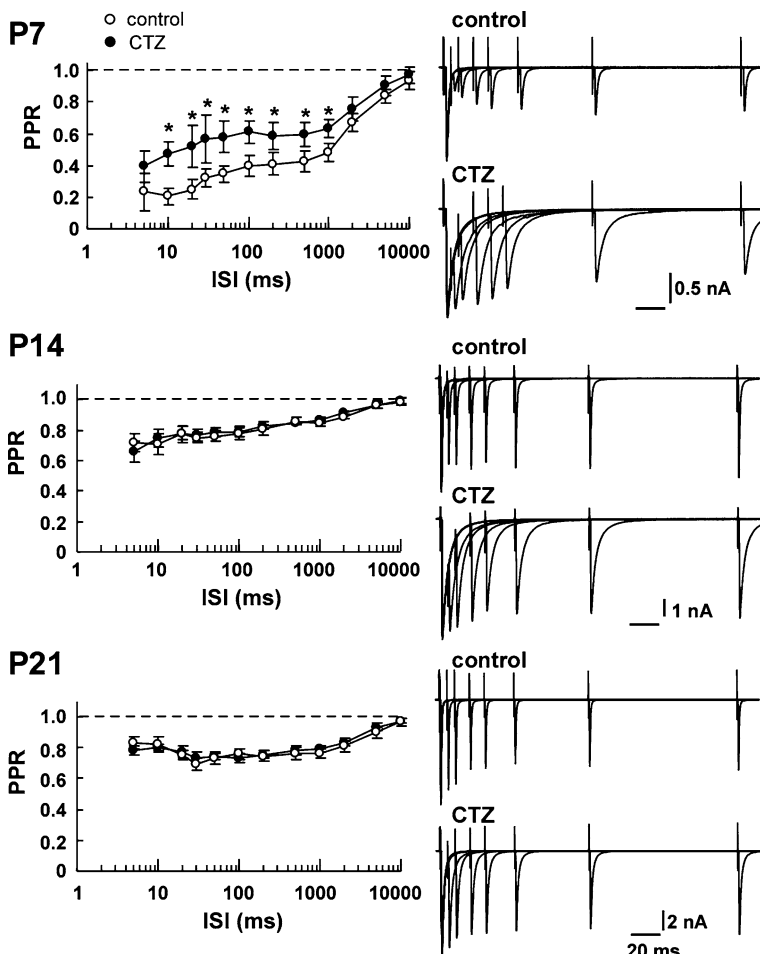 P7
control
CTZ
1.0
0.8
0.6
0.4
0.2
0
PPR
* * * * * * * *
1 10 100 1000 10000
ISI (ms)
control
CTZ
0.5 nA
P14
1.0
0.8
0.6
0.4
0.2
0
PPR
1 10 100 1000 10000
ISI (ms)
control
CTZ
1 nA
P21
1.0
0.8
0.6
0.4
0.2
0
PPR
1 10 100 1000 10000
ISI (ms)
control
CTZ
2 nA
20 ms